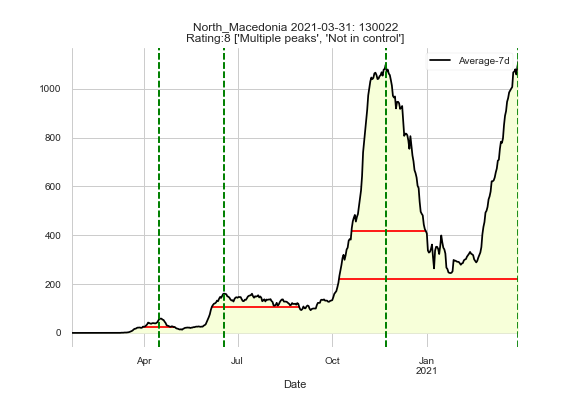 North_Macedonia 2021-03-31: 130022
Rating:8 ['Multiple peaks', 'Not in control']
Average-7d
1000
800
600
400
200
0
Apr
Jul
Oct
Jan
2021
Date